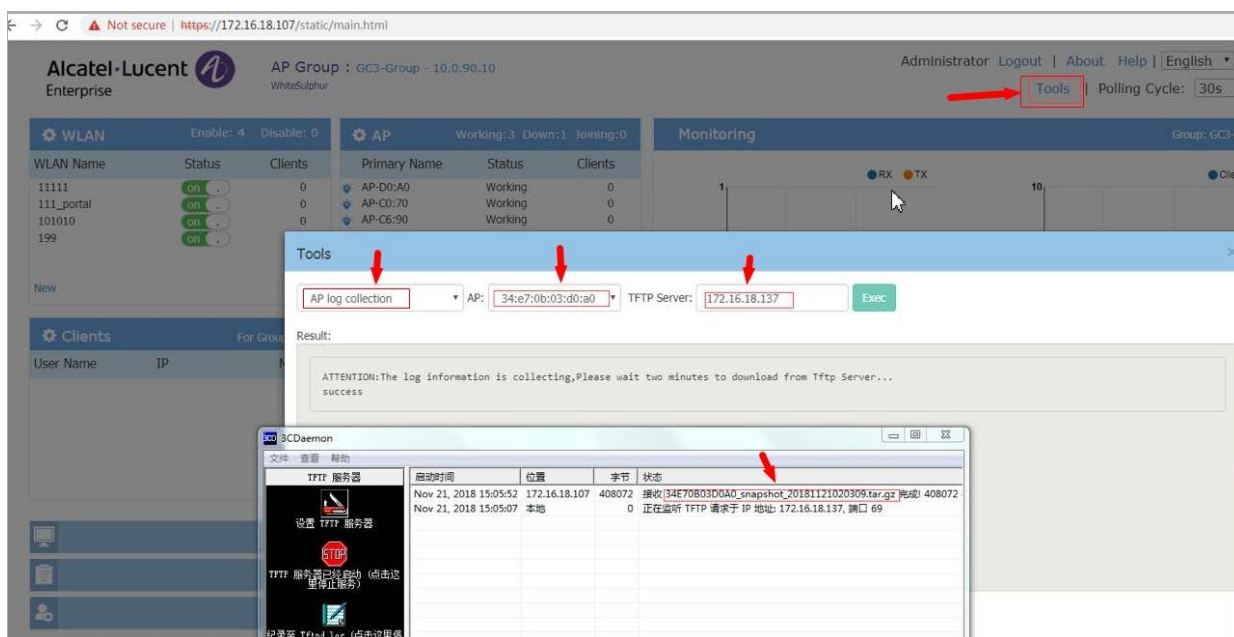 Not secure | https://172.16.18.107/static/main.html
Alcatel·Lucent
Enterprise
AP Group : GC3-Group - 10.0.90.10
WhiteSulphur
Administrator Logout | About Help | English
Tools | Polling Cycle: 30s
WLAN Enable: 4 Disable: 0
WLAN Name Status Clients
11111 on 0
111_portal on 0
101010 on 0
199 on
New
AP Working:3 Down:1 Joining:0
Primary Name Status Clients
AP-D0:A0 Working 0
AP-C0:70 Working 0
AP-C6:90 Working 0
Monitoring Group: GC3-
RX TX
1
10
Clients For
User Name IP
Tools
AP log collection AP: 34:e7:0b:03:d0:a0 TFTP Server: 172.16.18.137 Exec
Result:
ATTENTION:The log information is collecting,Please wait two minutes to download from Tftp Server...
success
3CDaemon
文件 查看 帮助
TFTP 服务器
设置 TFTP 服务器
STOP
TFTP 服务器已经启动 (点击这
里停止服务)
启动时间 位置 字节 状态
Nov 21, 2018 15:05:52 172.16.18.107 408072 接收 34E70B03D0A0_snapshot_20181121020309.tar.gz 完成! 408072
Nov 21, 2018 15:05:07 本地 0 正在监听 TFTP 请求于 IP 地址: 172.16.18.137, 端口 69